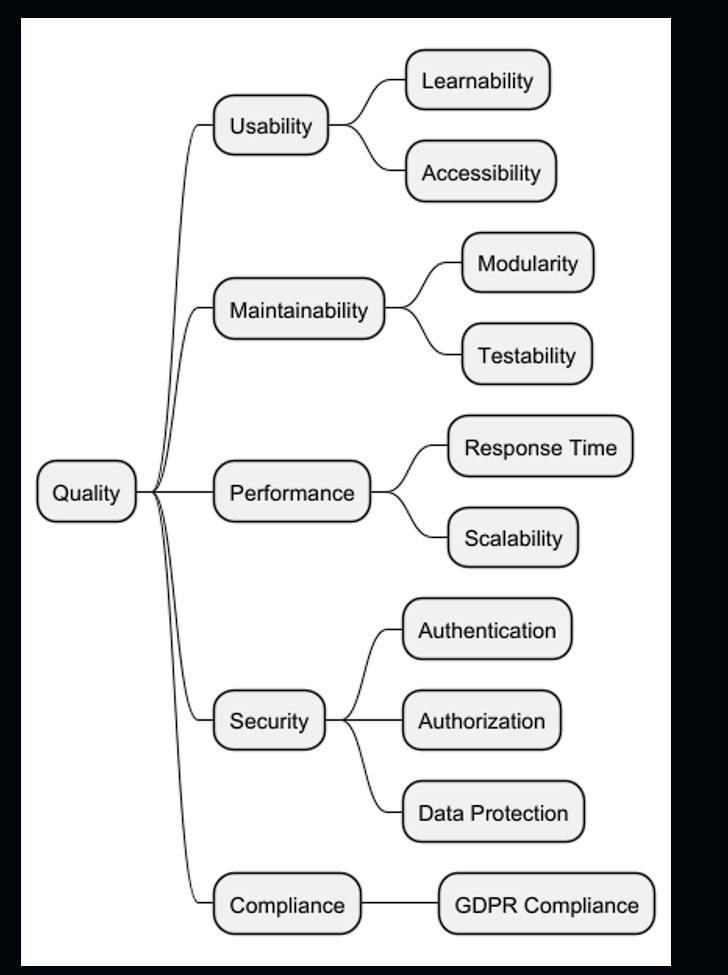 Quality
Usability
Learnability
Accessibility
Maintainability
Modularity
Testability
Performance
Response Time
Scalability
Security
Authentication
Authorization
Data Protection
Compliance
GDPR Compliance